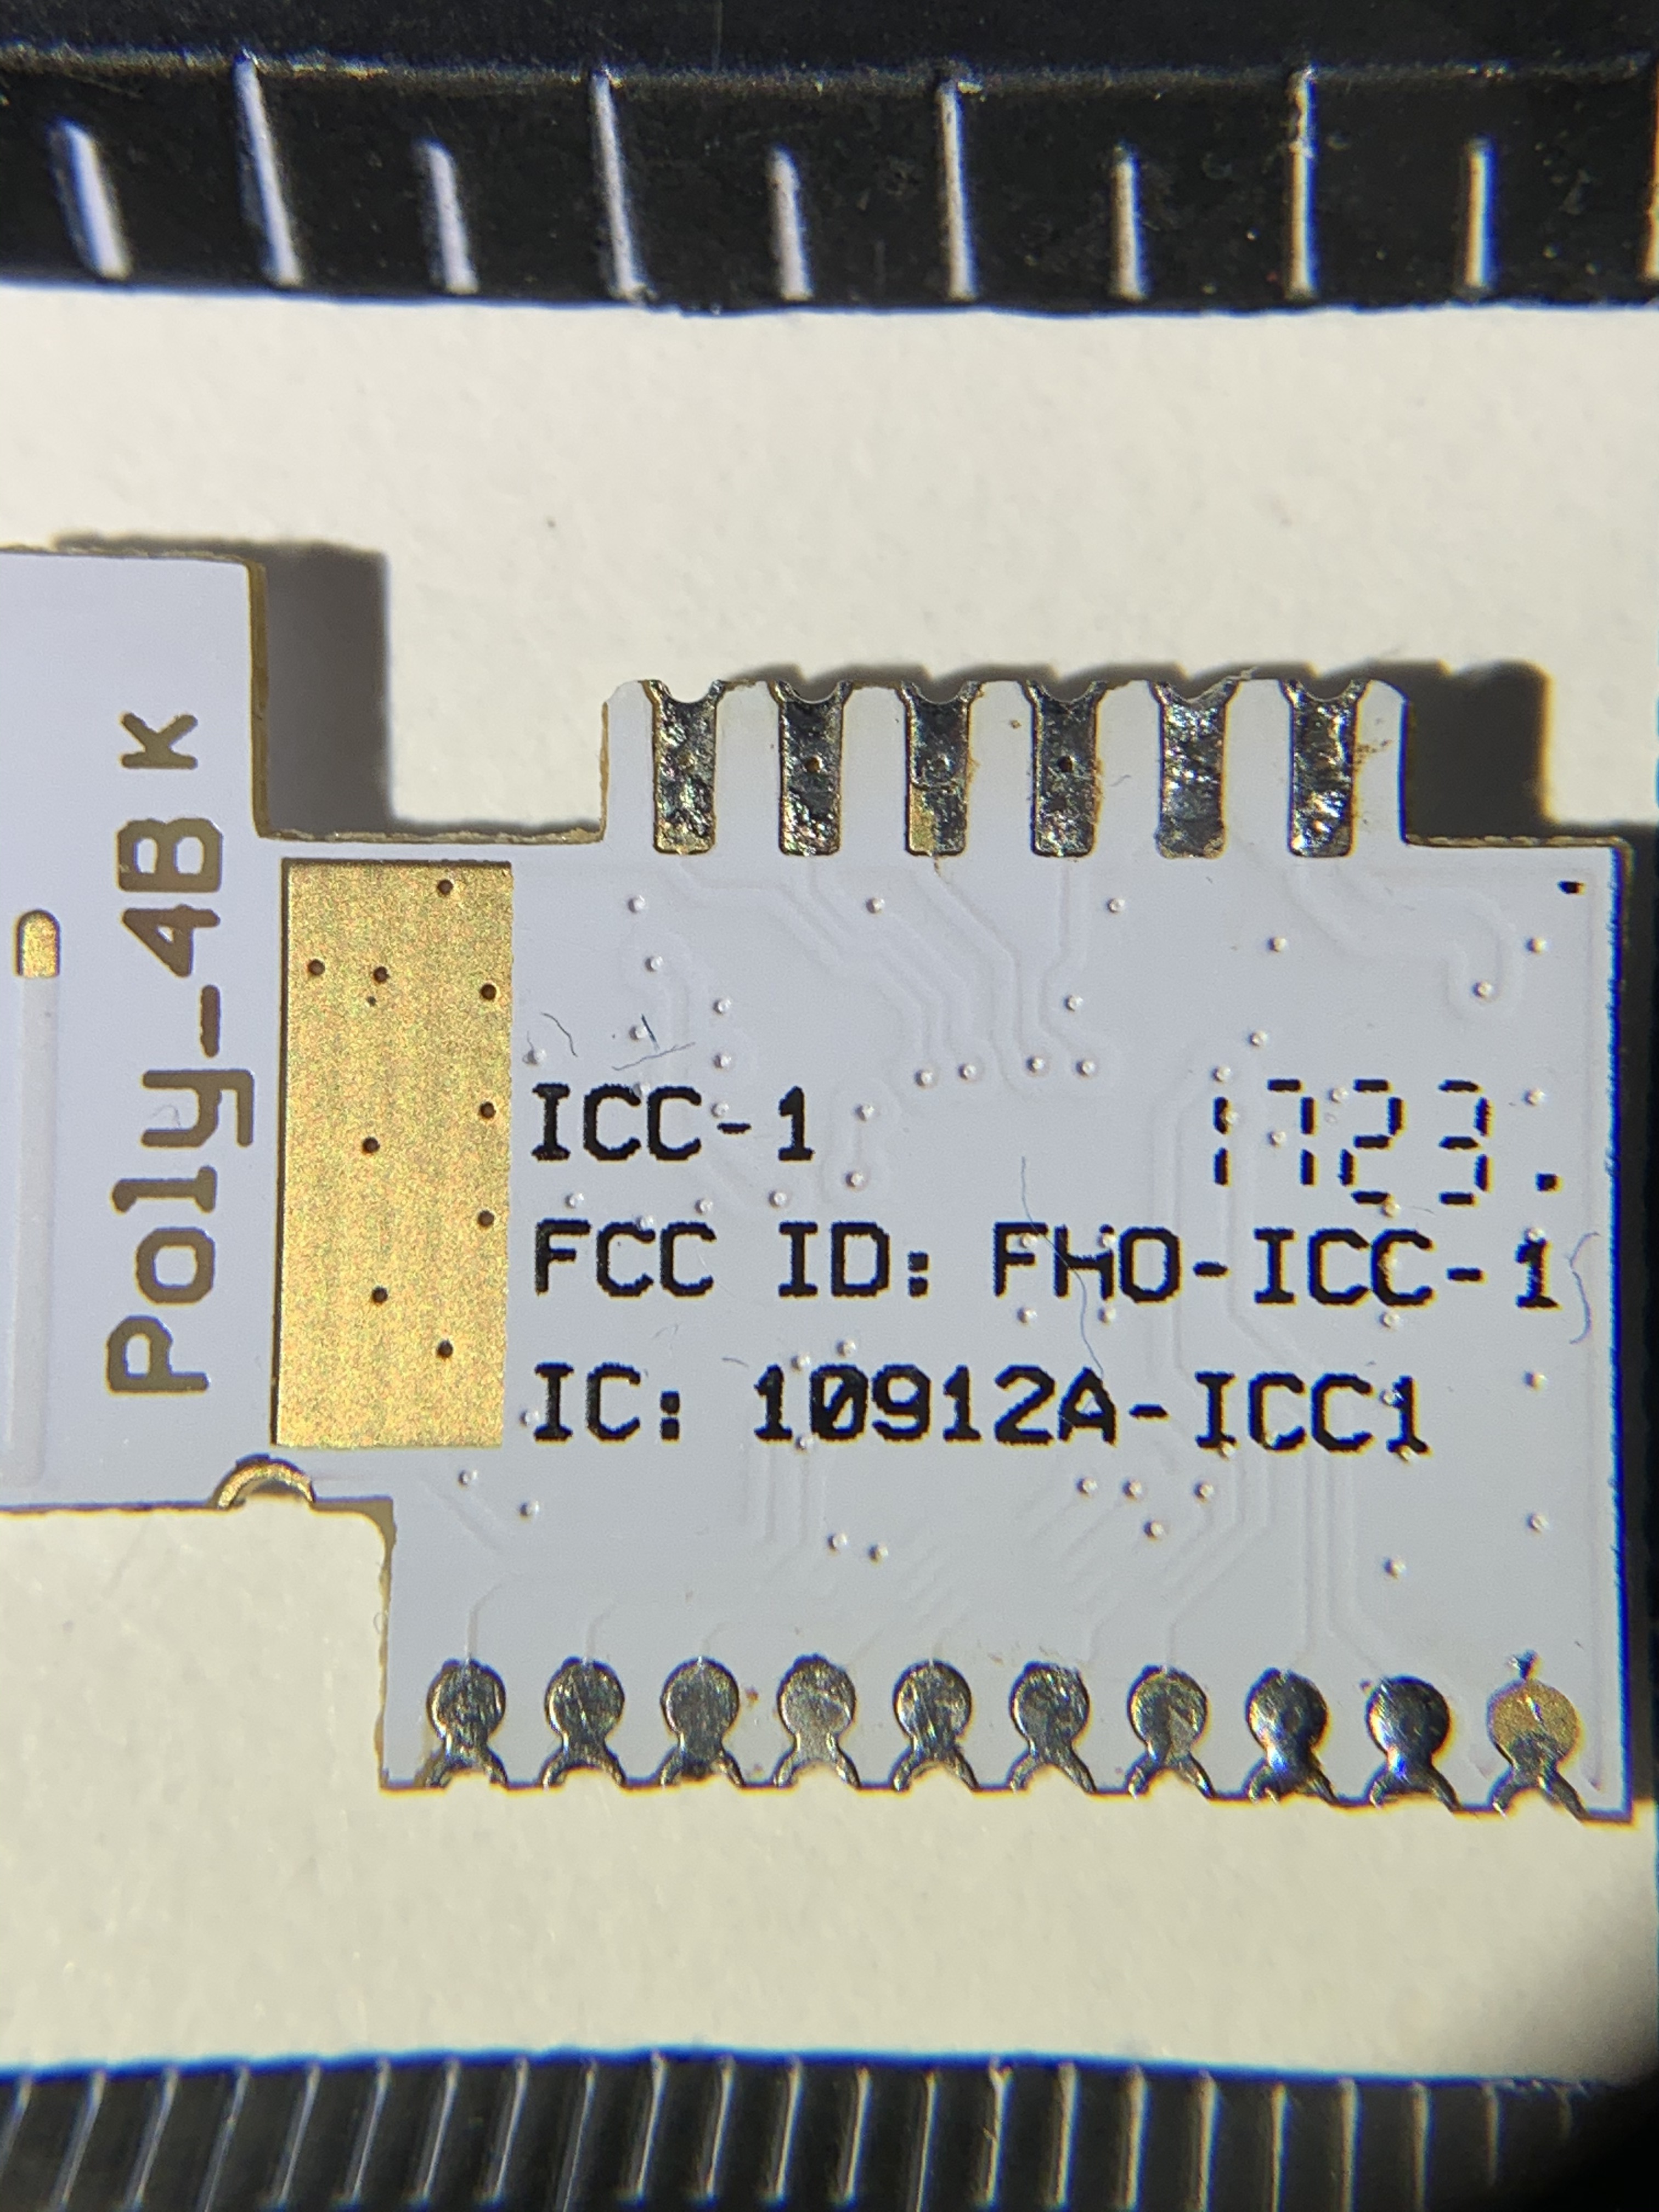 Poly_4B K
ICC-1
1723.
FCC ID: FHO-ICC-1
IC: 10912A-ICC1